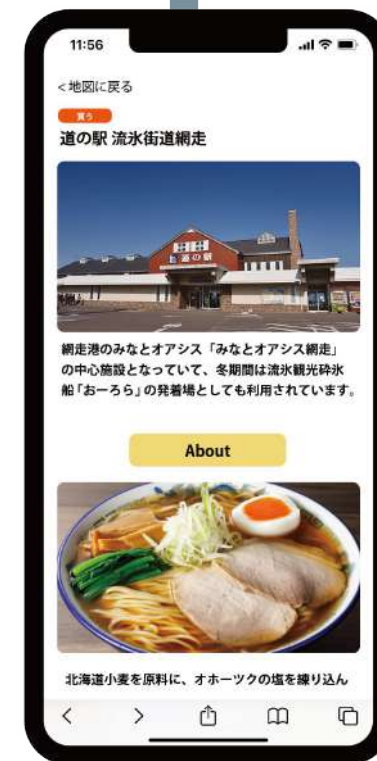 11:56
<地図に戻る
買う
道の駅 流氷街道網走
道の駅
網走港のみなとオアシス「みなとオアシス網走」
の中心施設となっていて、冬期間は流氷観光砕氷
船「おーろら」の発着場としても利用されています。
About
北海道小麦を原料に、オホーツクの塩を練り込ん